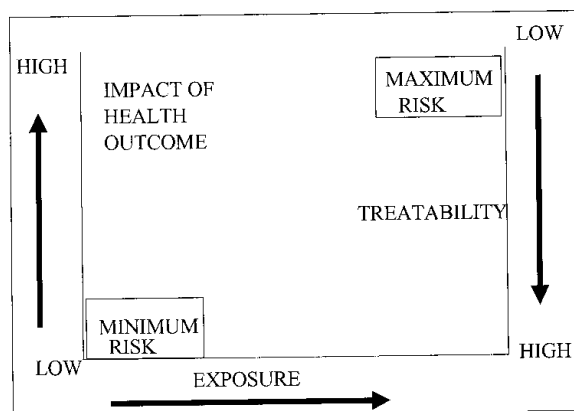 LOW
HIGH
MAXIMUM
RISK
IMPACT OF
HEALTH
OUTCOME
TREATABILITY
MINIMUM
RISK
HIGH
LOW
EXPOSURE